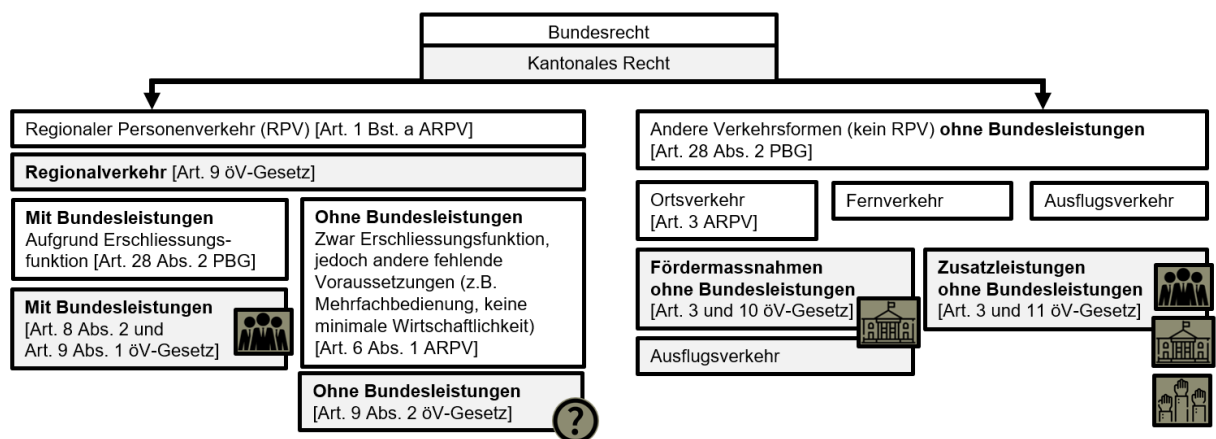 Bundesrecht
Kantonales Recht
Regionaler Personenverkehr (RPV) [Art. 1 Bst. a ARPV]
Regionalverkehr [Art. 9 öV-Gesetz]
Mit Bundesleistungen
Aufgrund Erschliessungs-
funktion [Art. 28 Abs. 2 PBG]
Mit Bundesleistungen
[Art. 8 Abs. 2 und
Art. 9 Abs. 1 öV-Gesetz]
Ohne Bundesleistungen
Zwar Erschliessungsfunktion,
jedoch andere fehlende
Voraussetzungen (z.B.
Mehrfachbedienung, keine
minimale Wirtschaftlichkeit)
[Art. 6 Abs. 1 ARPV]
Ohne Bundesleistungen
[Art. 9 Abs. 2 öV-Gesetz]
?
Andere Verkehrsformen (kein RPV) ohne Bundesleistungen
[Art. 28 Abs. 2 PBG]
Ortsverkehr
[Art. 3 ARPV]
Fernverkehr
Ausflugsverkehr
Fördermassnahmen
ohne Bundesleistungen
[Art. 3 und 10 öV-Gesetz]
Ausflugsverkehr
Zusatzleistungen
ohne Bundesleistungen
[Art. 3 und 11 öV-Gesetz]